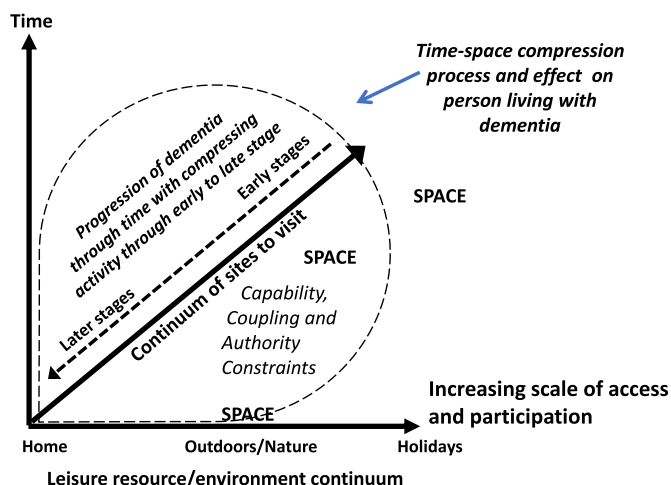 Time
Time-space compression
process and effect on
person living with
dementia
Progression of dementia
through time with compressing
activity through early to late stage
Early stages
Later stages
Continuum of sites to visit
SPACE
SPACE
Capability,
Coupling and
Authority
Constraints
SPACE
Increasing scale of access
and participation
Home
Outdoors/Nature
Holidays
Leisure resource/environment continuum